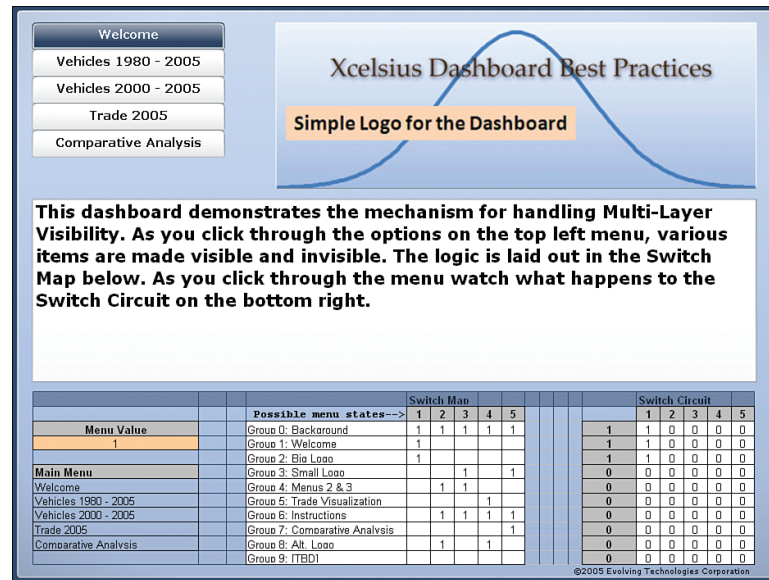 Welcome
Vehicles 1980 - 2005
Vehicles 2000 - 2005
Trade 2005
Comparative Analysis
Xcelsius Dashboard Best Practices
Simple Logo for the Dashboard
This dashboard demonstrates the mechanism for handling Multi-Layer
Visibility. As you click through the options on the top left menu, various
items are made visible and invisible. The logic is laid out in the Switch
Map below. As you click through the menu watch what happens to the
Switch Circuit on the bottom right.
Switch Map Switch Circuit
Possible menu states--> 1 2 3 4 5 1 2 3 4 5
Menu Value Group 0: Background 1 1 1 1 1 1 1 0 0 0 0
1 Group 1: Welcome 1 1 1 0 0 0 0
Group 2: Big Logo 1 1 1 0 0 0 0
Main Menu Group 3: Small Logo 1 1 0 0 0 0 0 0
Welcome Group 4: Menus 2 & 3 1 1 0 0 0 0 0 0
Vehicles 1980 - 2005 Group 5: Trade Visualization 1 0 0 0 0 0 0
Vehicles 2000 - 2005 Group 6: Instructions 1 1 1 1 0 0 0 0 0 0
Trade 2005 Group 7: Comparative Analysis 1 0 0 0 0 0 0
Comparative Analysis Group 8: Alt. Logo 1 1 0 0 0 0 0 0
Group 9: [TBD] 0 0 0 0 0 0
©2005 Evolving Technologies Corporation